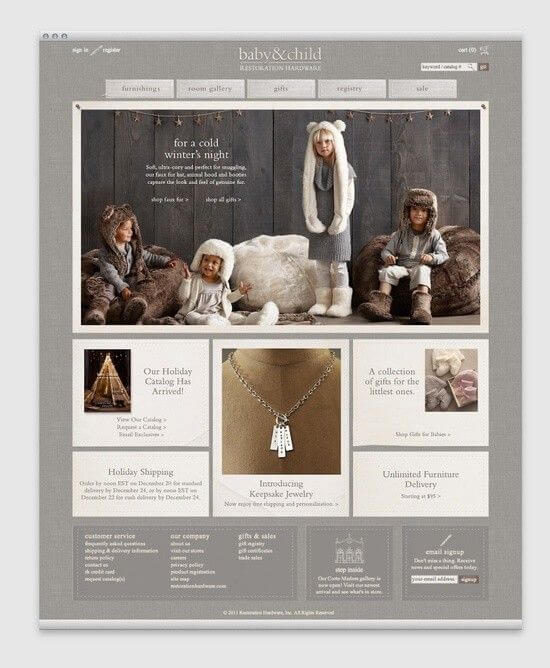 sign in
register
baby&child
RESTORATION HARDWARE
cart (0)
keyword / catalog #
go
furnishings
room gallery
gifts
registry
sale
for a cold
winter's night
Soft, ultra-cozy and perfect for snuggling,
our faux fur hat, animal hood and booties
capture the look and feel of genuine fur.
shop faux fur >
shop all gifts >
Our Holiday
Catalog Has
Arrived!
View Our Catalog >
Request a Catalog >
Email Exclusives >
A collection
of gifts for the
littlest ones.
Shop Gifts for Babies >
Holiday Shipping
Order by noon EST on December 20 for standard
delivery by December 24, or by noon EST on
December 22 for rush delivery by December 24.
Introducing
Keepsake Jewelry
Now enjoy free shipping and personalization. >
Unlimited Furniture
Delivery
Starting at $95 >
customer service
frequently asked questions
shipping & delivery information
return policy
contact us
rh credit card
request catalog(s)
our company
about us
visit our stores
careers
privacy policy
product registration
site map
restorationhardware.com
gifts & sales
gift registry
gift certificates
trade sales
step inside
Our Corte Madera gallery is
now open! Visit our newest
arrival and see what's in store.
email signup
Don't miss a thing. Receive
news and special offers today.
your email address
signup
© 2011 Restoration Hardware, Inc. All Rights Reserved